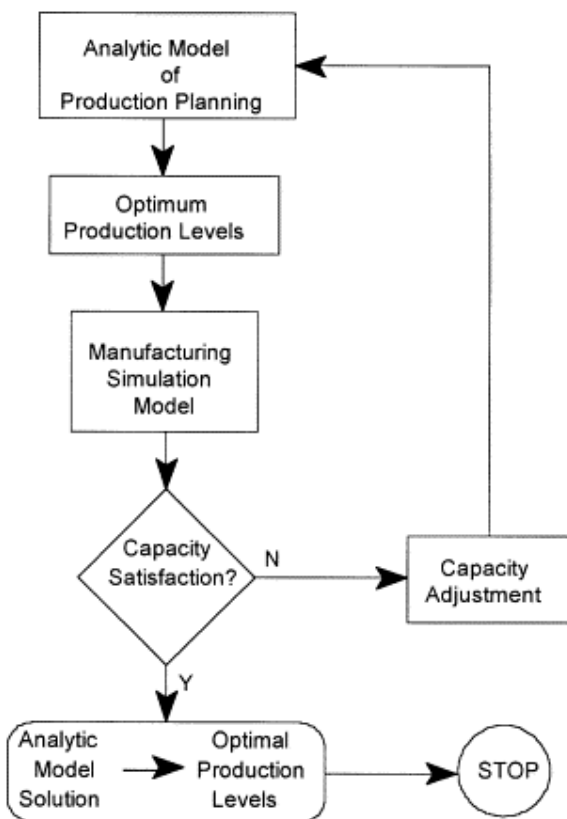 Analytic Model
of
Production Planning
Optimum
Production Levels
Manufacturing
Simulation
Model
Capacity
Satisfaction?
N
Capacity
Adjustment
Y
Analytic
Model
Solution
Optimal
Production
Levels
STOP